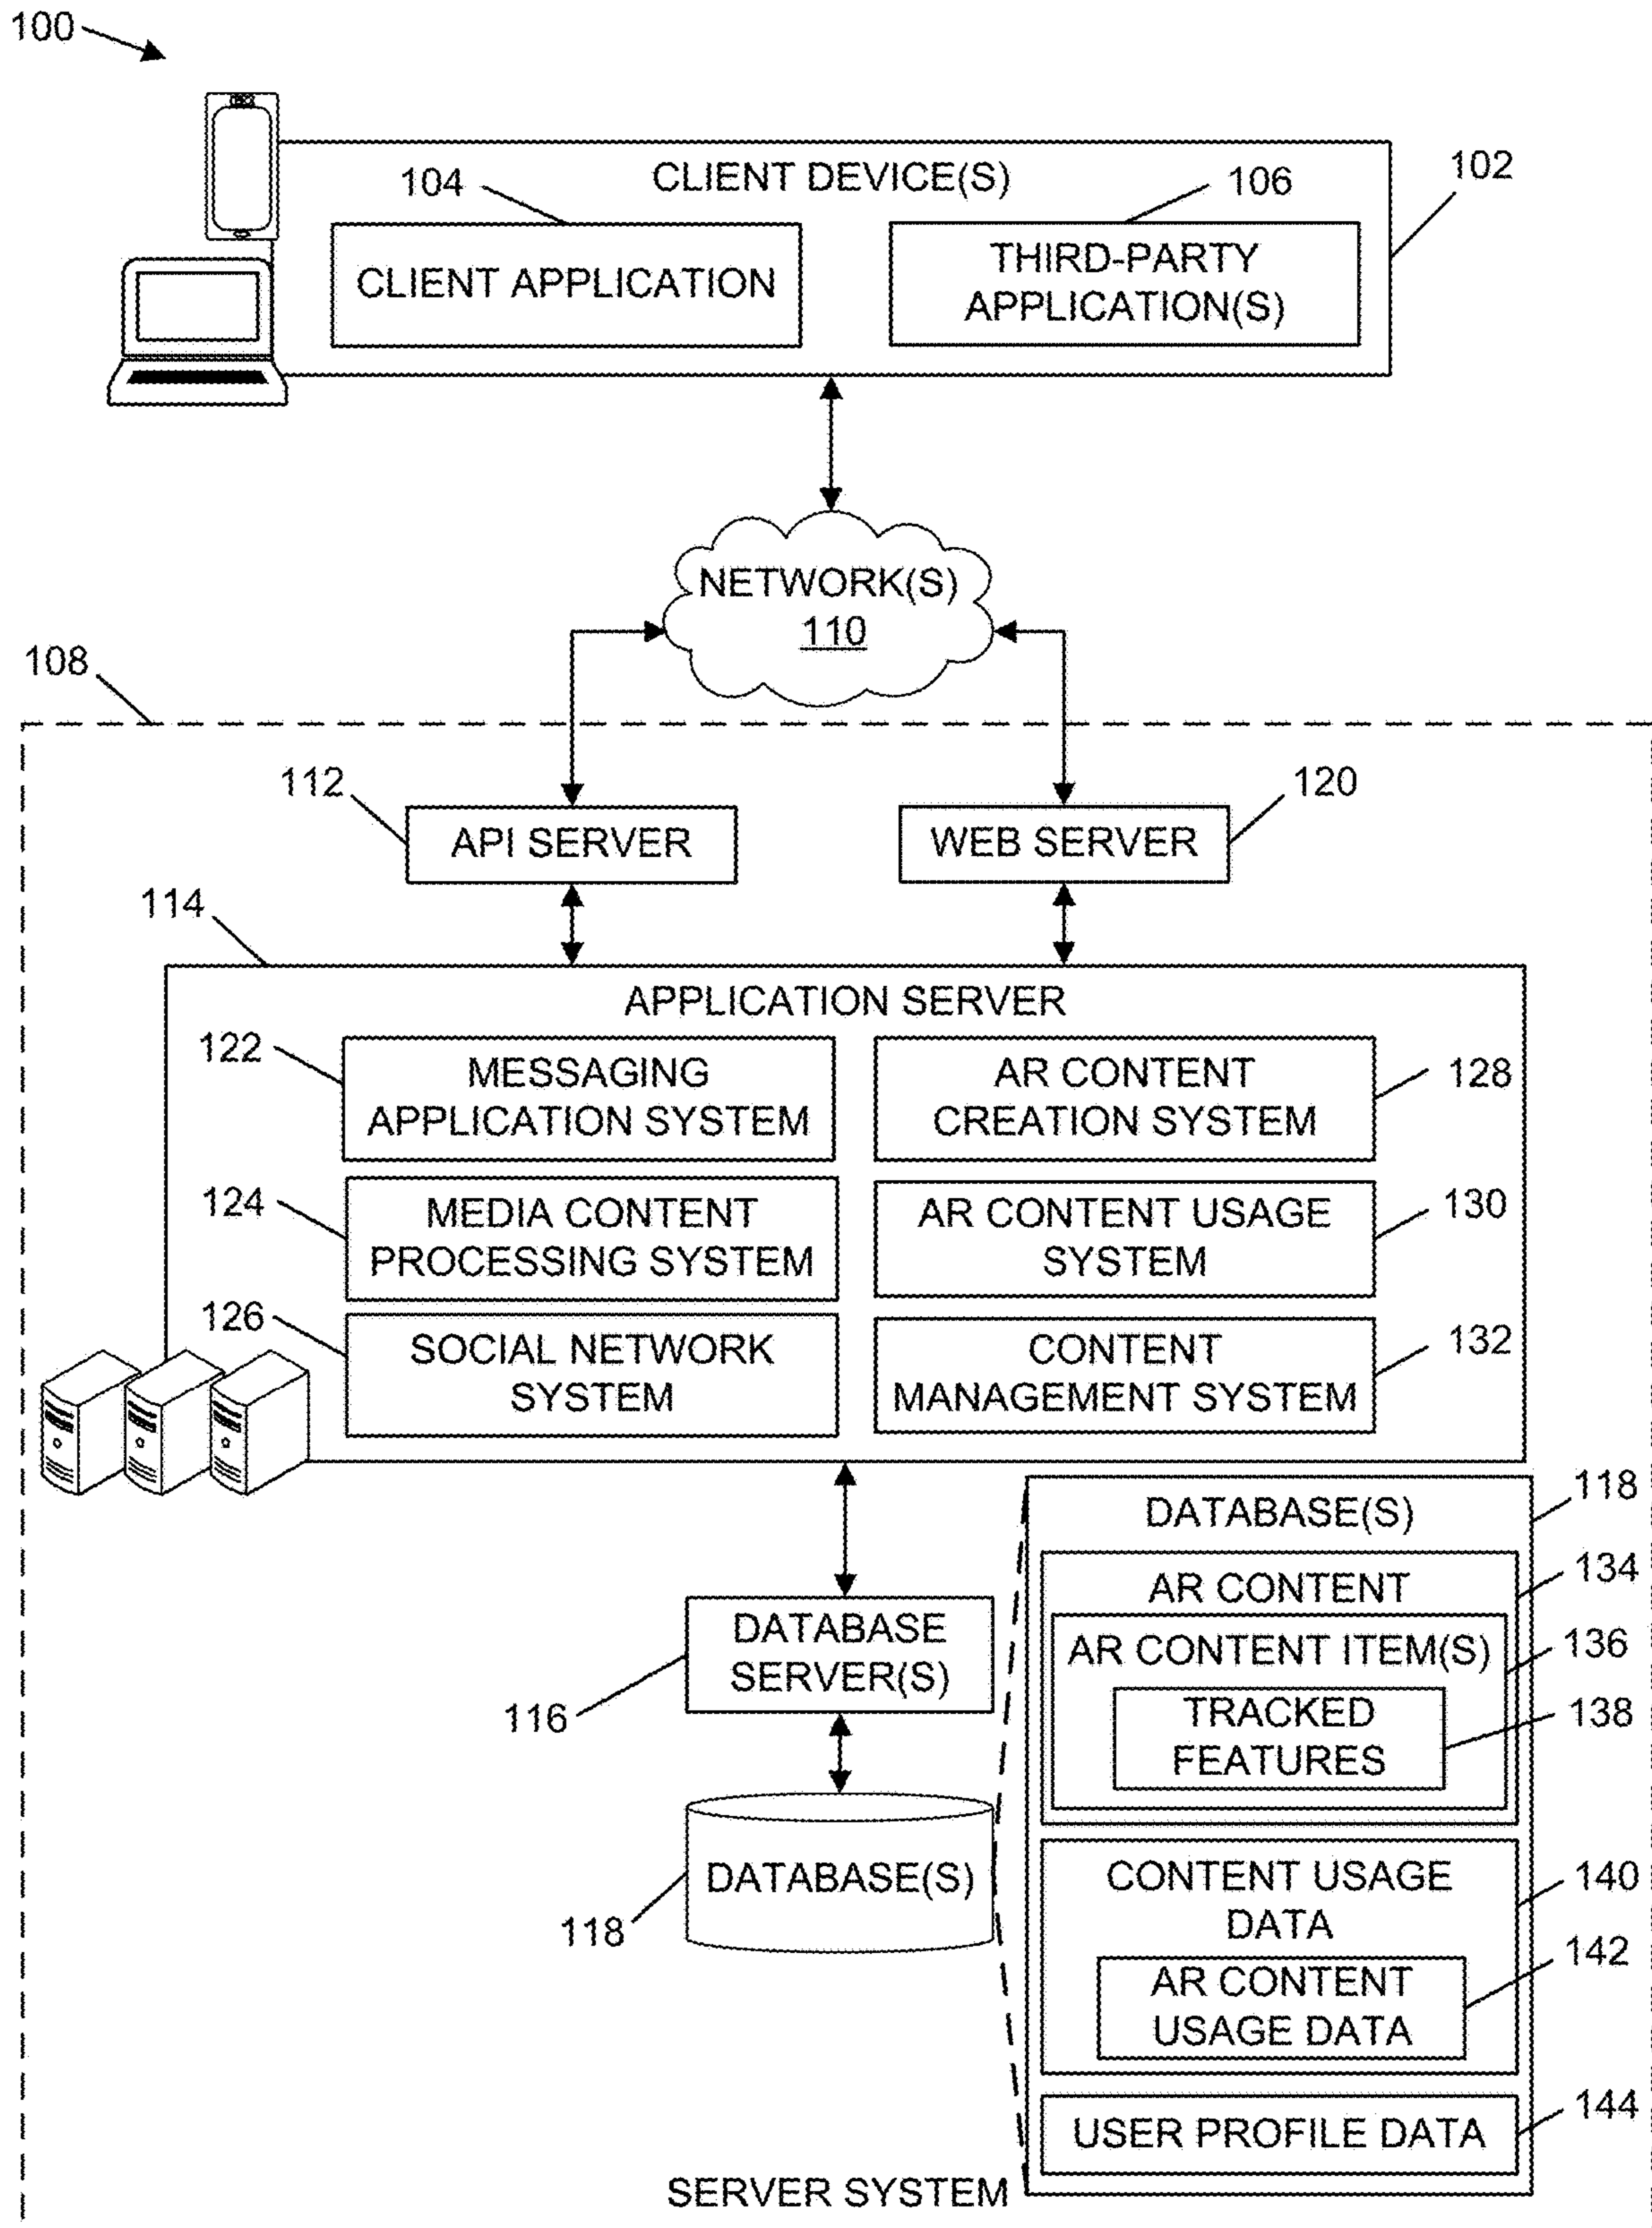 100
CLIENT DEVICE(S)
104
106
102
CLIENT APPLICATION
THIRD-PARTY
APPLICATION(S)
NETWORK(S)
110
108
112
120
API SERVER
WEB SERVER
114
APPLICATION SERVER
122
MESSAGING
APPLICATION SYSTEM
AR CONTENT
CREATION SYSTEM
128
124
MEDIA CONTENT
PROCESSING SYSTEM
AR CONTENT USAGE
SYSTEM
130
126
SOCIAL NETWORK
SYSTEM
CONTENT
MANAGEMENT SYSTEM
132
118
DATABASE(S)
134
AR CONTENT
136
AR CONTENT ITEM(S)
138
TRACKED
FEATURES
DATABASE
SERVER(S)
116
DATABASE(S)
118
CONTENT USAGE
DATA
140
142
AR CONTENT
USAGE DATA
144
USER PROFILE DATA
SERVER SYSTEM